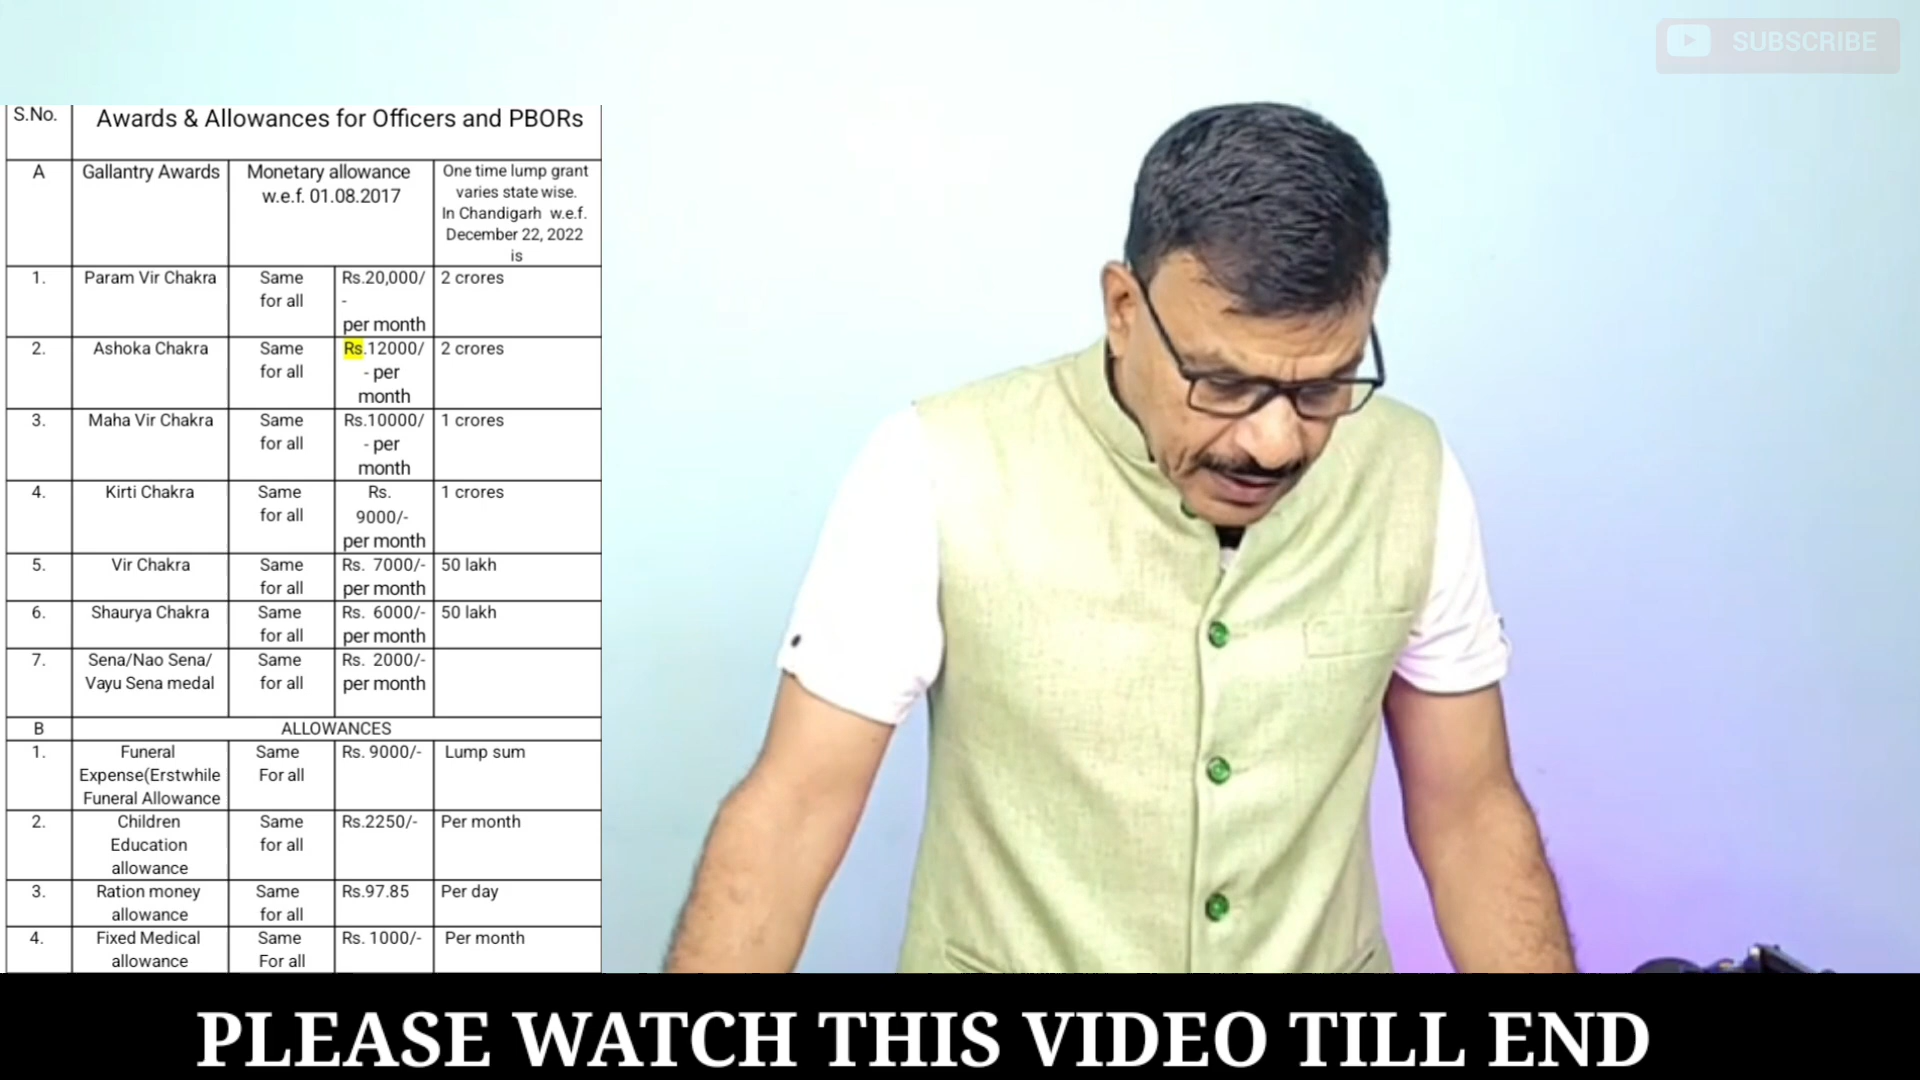 SUBSCRIBE
S.No. Awards & Allowances for Officers and PBORs
A Gallantry Awards Monetary allowance One time lump grant
w.e.f. 01.08.2017 varies state wise.
In Chandigarh w.e.f.
December 22, 2022
is
1. Param Vir Chakra Same Rs.20,000/ 2 crores
for all -
per month
2. Ashoka Chakra Same Rs.12000/ 2 crores
for all - per
month
3. Maha Vir Chakra Same Rs.10000/ 1 crores
for all - per
month
4. Kirti Chakra Same Rs. 1 crores
for all 9000/-
per month
5. Vir Chakra Same Rs. 7000/- 50 lakh
for all per month
6. Shaurya Chakra Same Rs. 6000/- 50 lakh
for all per month
7. Sena/Nao Sena/ Same Rs. 2000/-
Vayu Sena medal for all per month
B ALLOWANCES
1. Funeral Same Rs. 9000/- Lump sum
Expense(Erstwhile For all
Funeral Allowance
2. Children Same Rs.2250/- Per month
Education for all
allowance
3. Ration money Same Rs.97.85 Per day
allowance for all
4. Fixed Medical Same Rs. 1000/- Per month
allowance For all
PLEASE WATCH THIS VIDEO TILL END